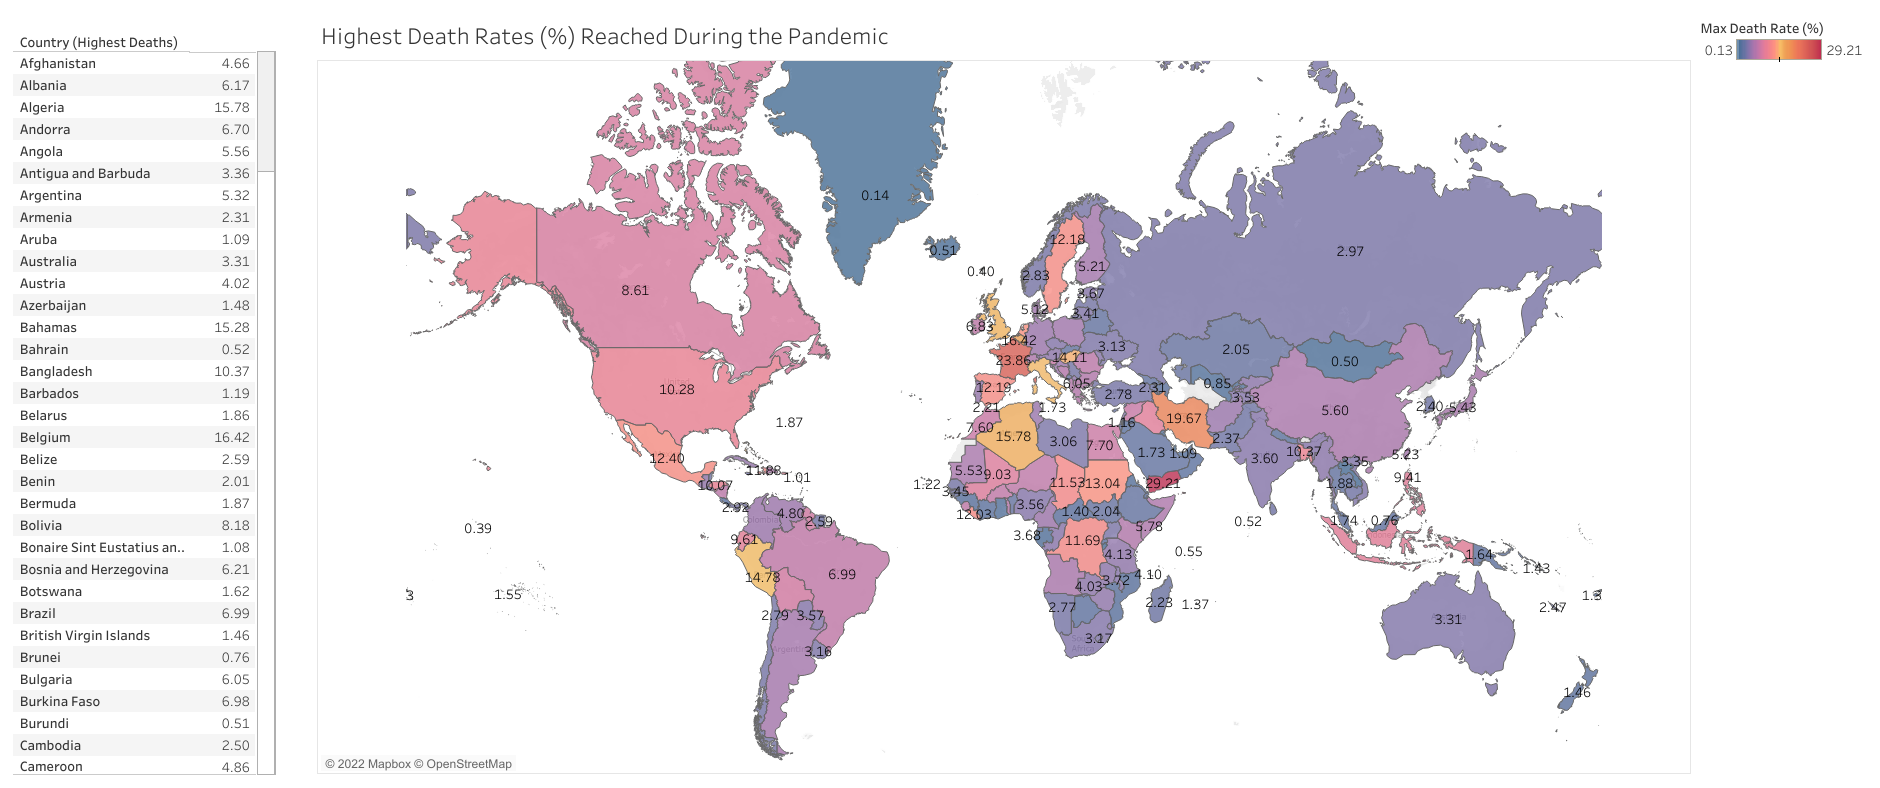 Country (Highest Deaths)
Afghanistan 4.66
Albania 6.17
Algeria 15.78
Andorra 6.70
Angola 5.56
Antigua and Barbuda 3.36
Argentina 5.32
Armenia 2.31
Aruba 1.09
Australia 3.31
Austria 4.02
Azerbaijan 1.48
Bahamas 15.28
Bahrain 0.52
Bangladesh 10.37
Barbados 1.19
Belarus 1.86
Belgium 16.42
Belize 2.59
Benin 2.01
Bermuda 1.87
Bolivia 8.18
Bonaire Sint Eustatius an.. 1.08
Bosnia and Herzegovina 6.21
Botswana 1.62
Brazil 6.99
British Virgin Islands 1.46
Brunei 0.76
Bulgaria 6.05
Burkina Faso 6.98
Burundi 0.51
Cambodia 2.50
Cameroon 4.86
Highest Death Rates (%) Reached During the Pandemic
0.14
0.51
12.18
2.97
0.40
2.83
5.21
8.61
3.67
5.12
3.41
6.83
16.42
3.13
2.05
23.86
14.11
0.50
10.28
12.19
6.05
2.78
2.31
0.85
3.53
2.21
1.73
5.60
2.40
5.43
1.87
7.60
15.78
3.06
7.70
1.16
19.67
2.37
12.40
1.73
1.09
3.60
10.37
3.35
5.23
11.88
1.01
5.53
9.03
10.07
1.22
3.45
11.53
13.04
29.21
1.88
9.41
2.92
4.80
2.59
12.03
3.56
1.40
2.04
0.39
5.78
0.52
1.74
0.76
9.61
3.68
11.69
4.13
0.55
1.64
14.78
6.99
4.03
3.72
4.10
1.43
3
1.55
2.79
3.57
2.77
2.23
1.37
2.47
3.16
3.17
3.31
1.46
© 2022 Mapbox © OpenStreetMap
Max Death Rate (%)
0.13 29.21